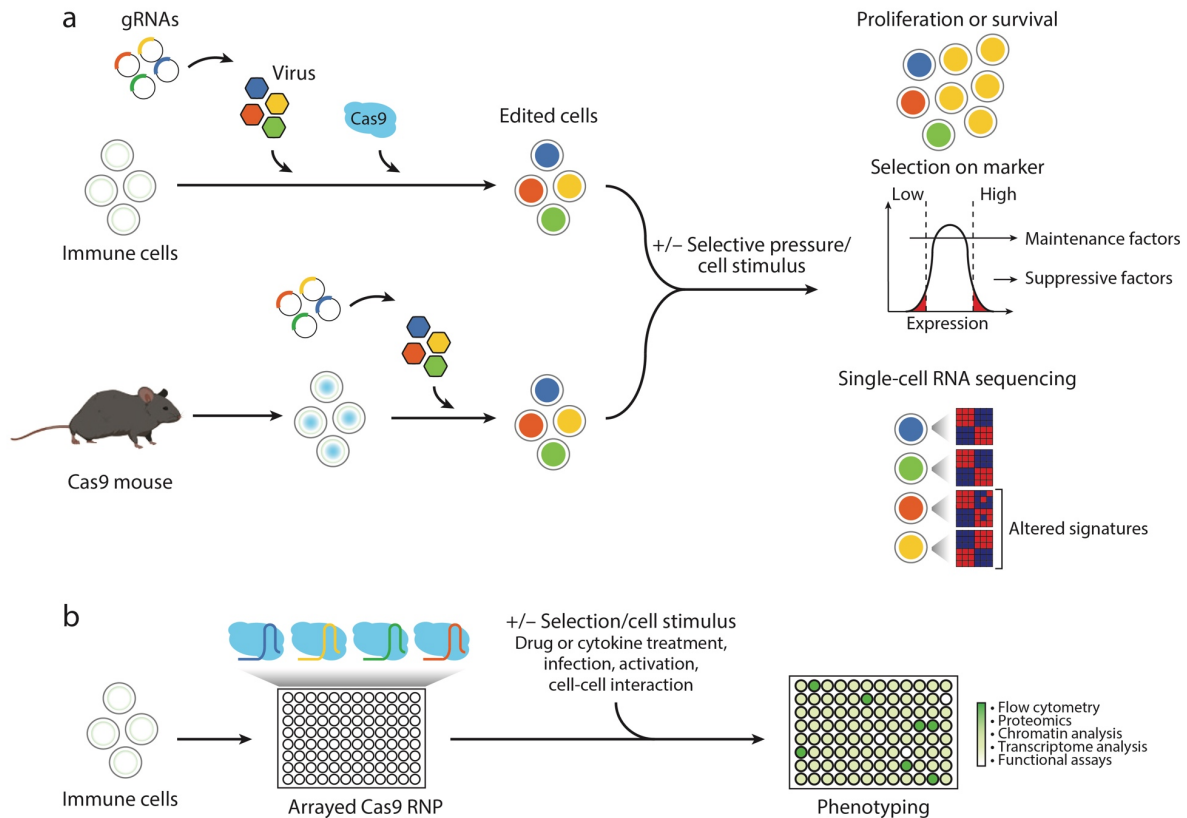 a
gRNAs
Virus
Cas9
Immune cells
Edited cells
+/– Selective pressure/
cell stimulus
Cas9 mouse
Proliferation or survival
Selection on marker
Low
High
Maintenance factors
Suppressive factors
Expression
Single-cell RNA sequencing
Altered signatures
b
Immune cells
Arrayed Cas9 RNP
+/– Selection/cell stimulus
Drug or cytokine treatment,
infection, activation,
cell-cell interaction
Phenotyping
• Flow cytometry
• Proteomics
• Chromatin analysis
• Transcriptome analysis
• Functional assays